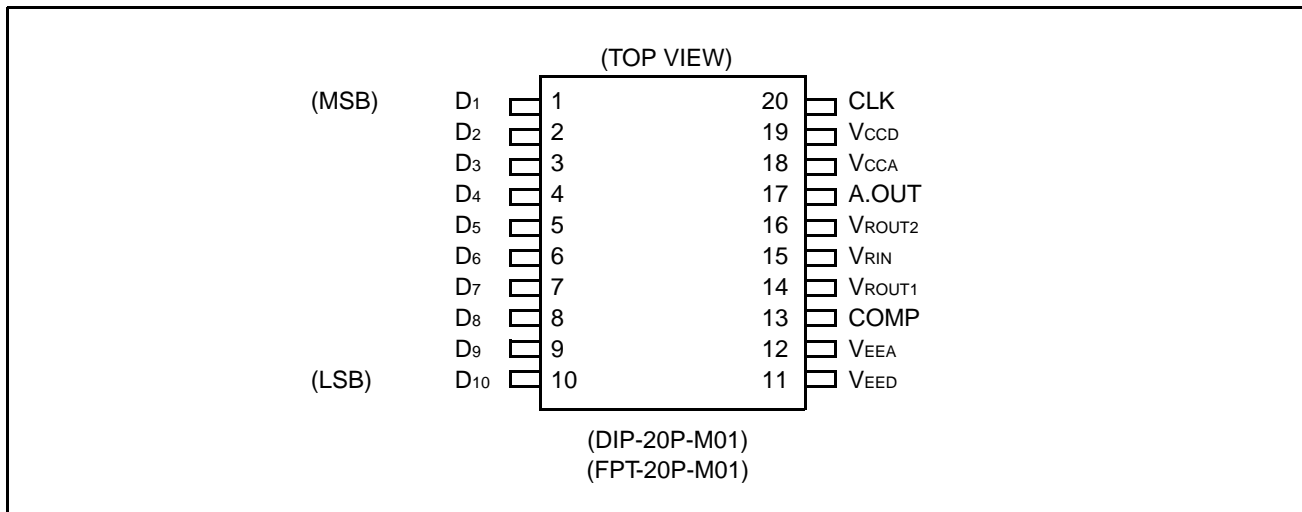 (TOP VIEW)
(MSB) D1 1 20 CLK
D2 2 19 VCCD
D3 3 18 VCCA
D4 4 17 A.OUT
D5 5 16 VROUT2
D6 6 15 VRIN
D7 7 14 VROUT1
D8 8 13 COMP
D9 9 12 VEEA
(LSB) D10 10 11 VEED
(DIP-20P-M01)
(FPT-20P-M01)